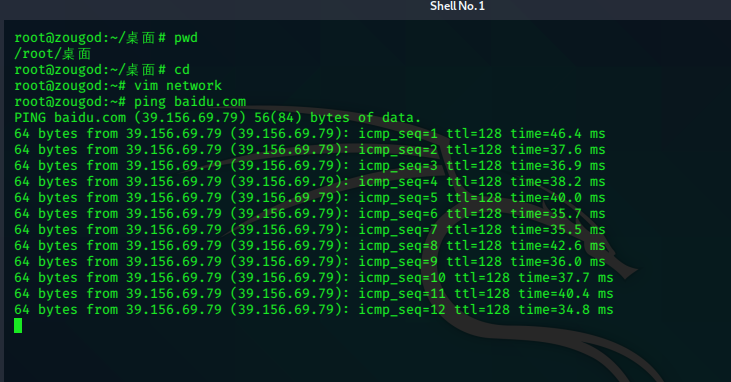 Shell No.1
root@zougod:~/桌面# pwd
/root/桌面
root@zougod:~/桌面# cd
root@zougod:~# vim network
root@zougod:~# ping baidu.com
PING baidu.com (39.156.69.79) 56(84) bytes of data.
64 bytes from 39.156.69.79 (39.156.69.79): icmp_seq=1 ttl=128 time=46.4 ms
64 bytes from 39.156.69.79 (39.156.69.79): icmp_seq=2 ttl=128 time=37.6 ms
64 bytes from 39.156.69.79 (39.156.69.79): icmp_seq=3 ttl=128 time=36.9 ms
64 bytes from 39.156.69.79 (39.156.69.79): icmp_seq=4 ttl=128 time=38.2 ms
64 bytes from 39.156.69.79 (39.156.69.79): icmp_seq=5 ttl=128 time=40.0 ms
64 bytes from 39.156.69.79 (39.156.69.79): icmp_seq=6 ttl=128 time=35.7 ms
64 bytes from 39.156.69.79 (39.156.69.79): icmp_seq=7 ttl=128 time=35.5 ms
64 bytes from 39.156.69.79 (39.156.69.79): icmp_seq=8 ttl=128 time=42.6 ms
64 bytes from 39.156.69.79 (39.156.69.79): icmp_seq=9 ttl=128 time=36.0 ms
64 bytes from 39.156.69.79 (39.156.69.79): icmp_seq=10 ttl=128 time=37.7 ms
64 bytes from 39.156.69.79 (39.156.69.79): icmp_seq=11 ttl=128 time=40.4 ms
64 bytes from 39.156.69.79 (39.156.69.79): icmp_seq=12 ttl=128 time=34.8 ms